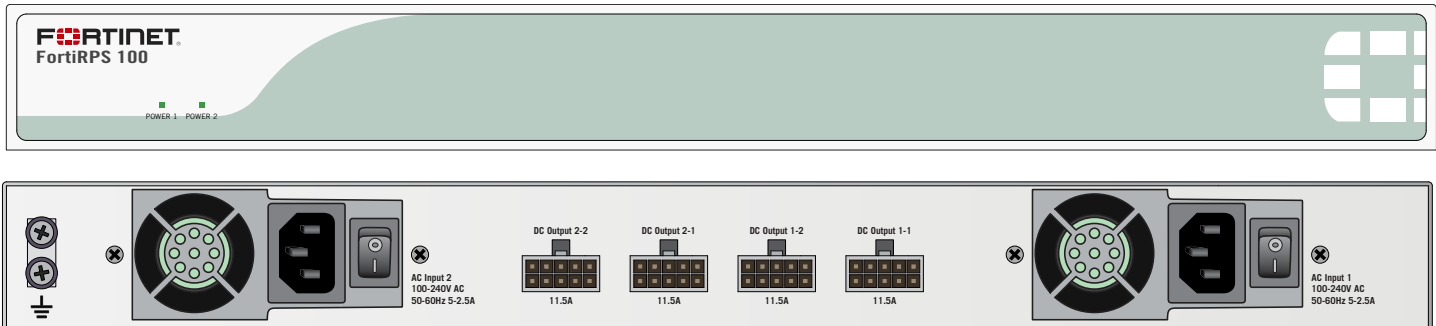 FORTINET®
FortiRPS 100
POWER 1 POWER 2
DC Output 2-2 DC Output 2-1 DC Output 1-2 DC Output 1-1
11.5A 11.5A 11.5A 11.5A
AC Input 2
100-240V AC
50-60Hz 5-2.5A
AC Input 1
100-240V AC
50-60Hz 5-2.5A